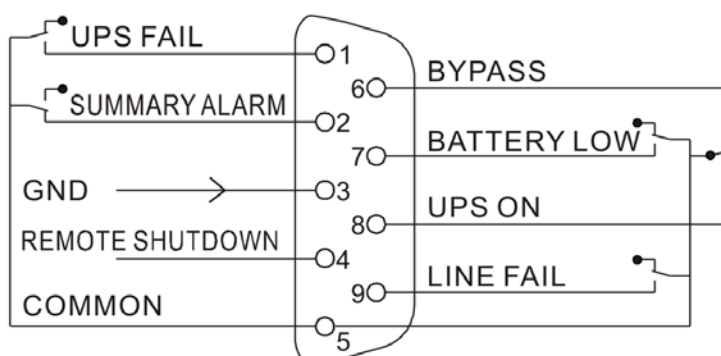 UPS FAIL
1
SUMMARY ALARM
2
GND
3
REMOTE SHUTDOWN
4
COMMON
5
BYPASS
6
BATTERY LOW
7
UPS ON
8
LINE FAIL
9